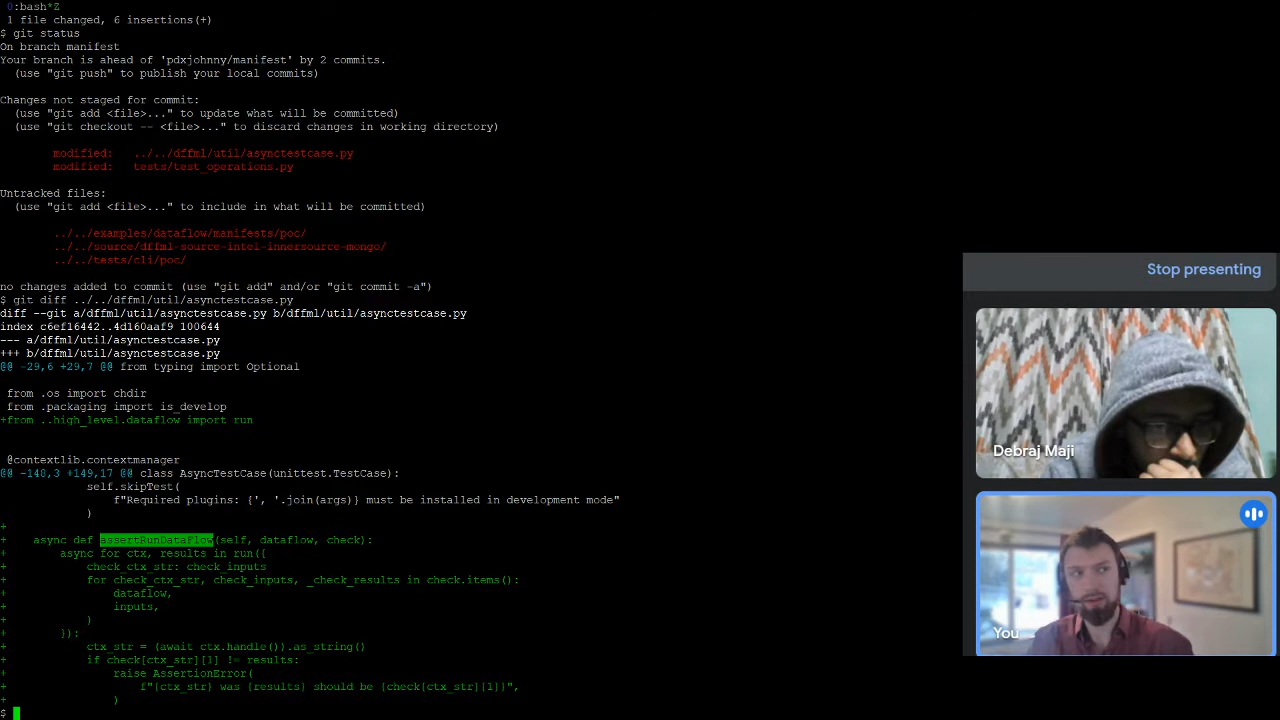 0:bash*Z
1 file changed, 6 insertions(+)
$ git status
On branch manifest
Your branch is ahead of 'pdxjohnny/manifest' by 2 commits.
(use "git push" to publish your local commits)
Changes not staged for commit:
(use "git add <file>..." to update what will be committed)
(use "git checkout -- <file>..." to discard changes in working directory)
modified: ../../dffml/util/asynctestcase.py
modified: tests/test_operations.py
Untracked files:
(use "git add <file>..." to include in what will be committed)
../../examples/dataflow/manifests/poc/
../../source/dffml-source-intel-innersource-mongo/
../../tests/cli/poc/
no changes added to commit (use "git add" and/or "git commit -a")
$ git diff ../../dffml/util/asynctestcase.py
diff --git a/dffml/util/asynctestcase.py b/dffml/util/asynctestcase.py
index c6ef16442..4d160aaf9 100644
--- a/dffml/util/asynctestcase.py
+++ b/dffml/util/asynctestcase.py
@@ -29,6 +29,7 @@ from typing import Optional
from .os import chdir
from .packaging import is_develop
+from ..high_level.dataflow import run
@contextlib.contextmanager
@@ -140,3 +149,17 @@ class AsyncTestCase(unittest.TestCase):
self.skipTest(
f"Required plugins: {', '.join(args)} must be installed in development mode"
)
+
+ async def assertRunDataFlow(self, dataflow, check):
+ async for ctx, results in run({
+ check_ctx_str: check_inputs
+ for check_ctx_str, check_inputs, _check_results in check.items():
+ dataflow,
+ inputs,
+ )
+ }):
+ ctx_str = (await ctx.handle()).as_string()
+ if check[ctx_str][1] != results:
+ raise AssertionError(
+ f"{ctx_str} was {results} should be {check[ctx_str][1]}",
+ )
$
Stop presenting
Debraj Maji
You